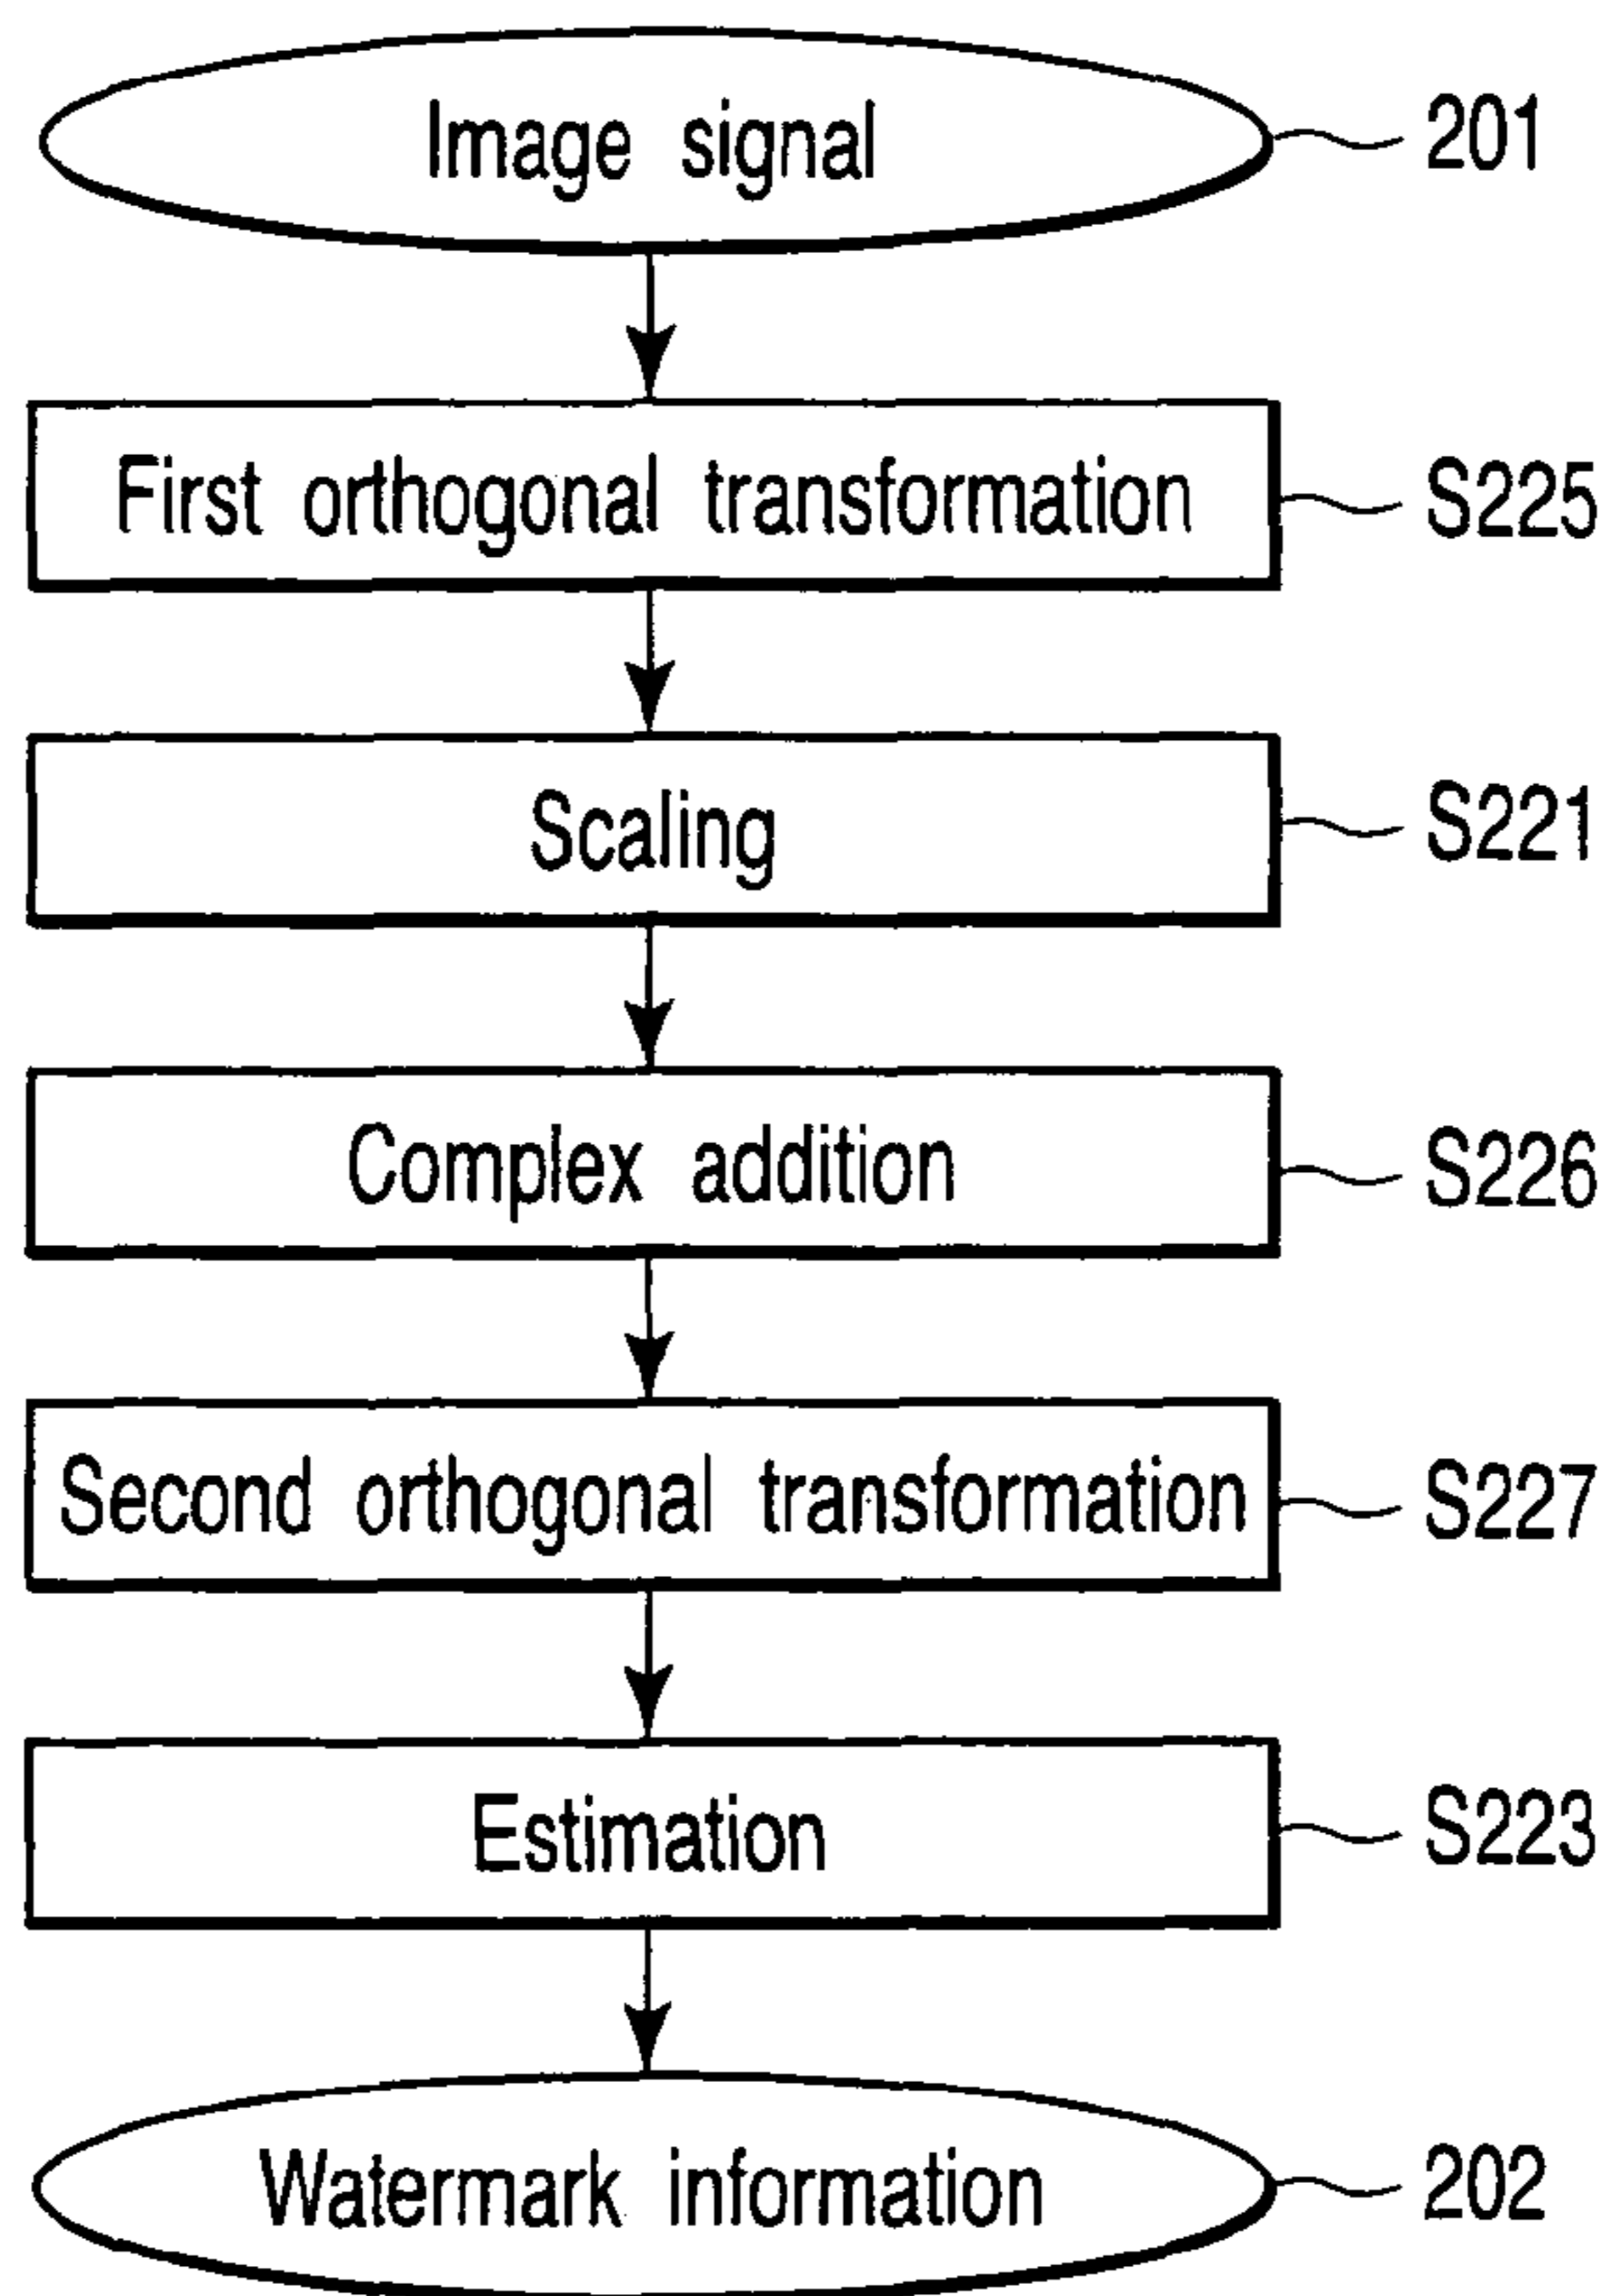 Image signal 201
First orthogonal transformation S225
Scaling S221
Complex addition S226
Second orthogonal transformation S227
Estimation S223
Watermark information 202